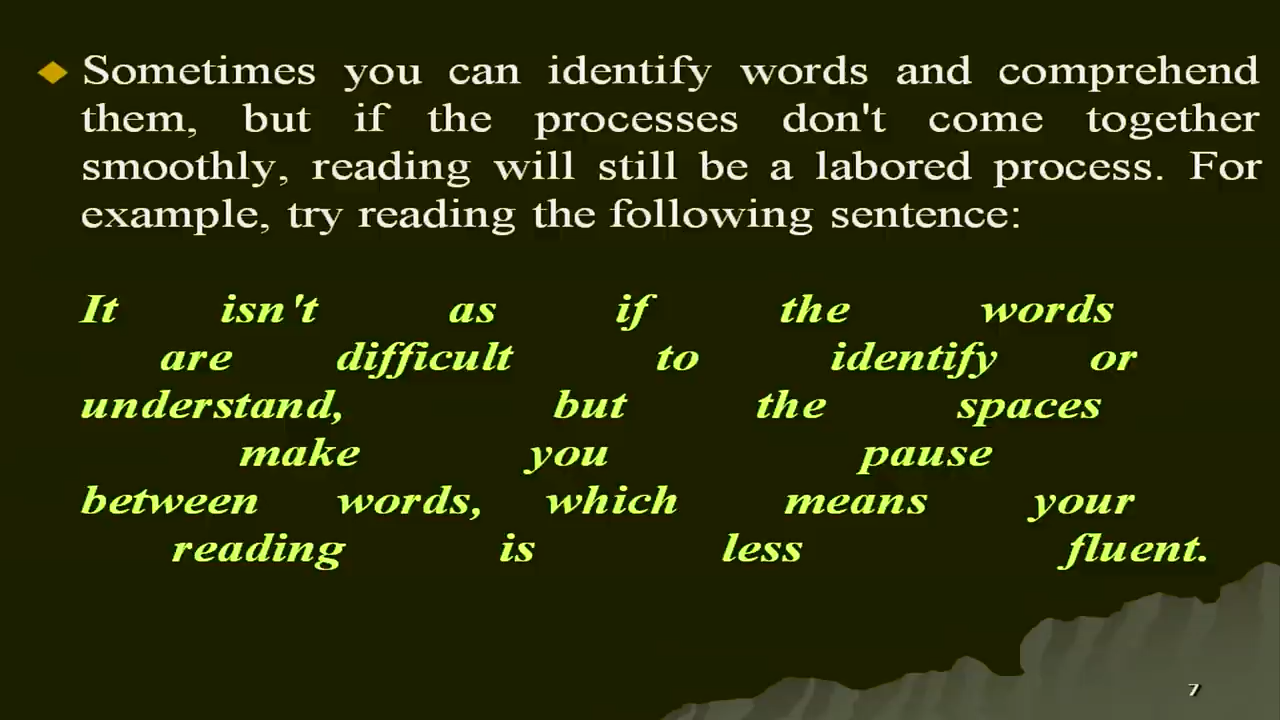 Sometimes you can identify words and comprehend
them, but if the processes don't come together
smoothly, reading will still be a labored process. For
example, try reading the following sentence:
It isn't as if the words
are difficult to identify or
understand, but the spaces
make you pause
between words, which means your
reading is less fluent.
7